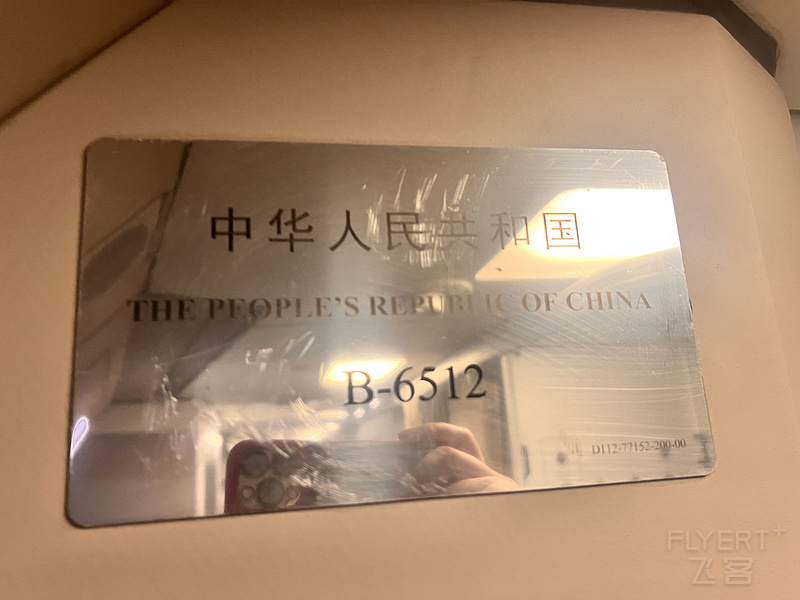 中华人民共和国
THE PEOPLE'S REPUBLIC OF CHINA
B-6512
D112-77152-200-00
FLYERT+
飞客